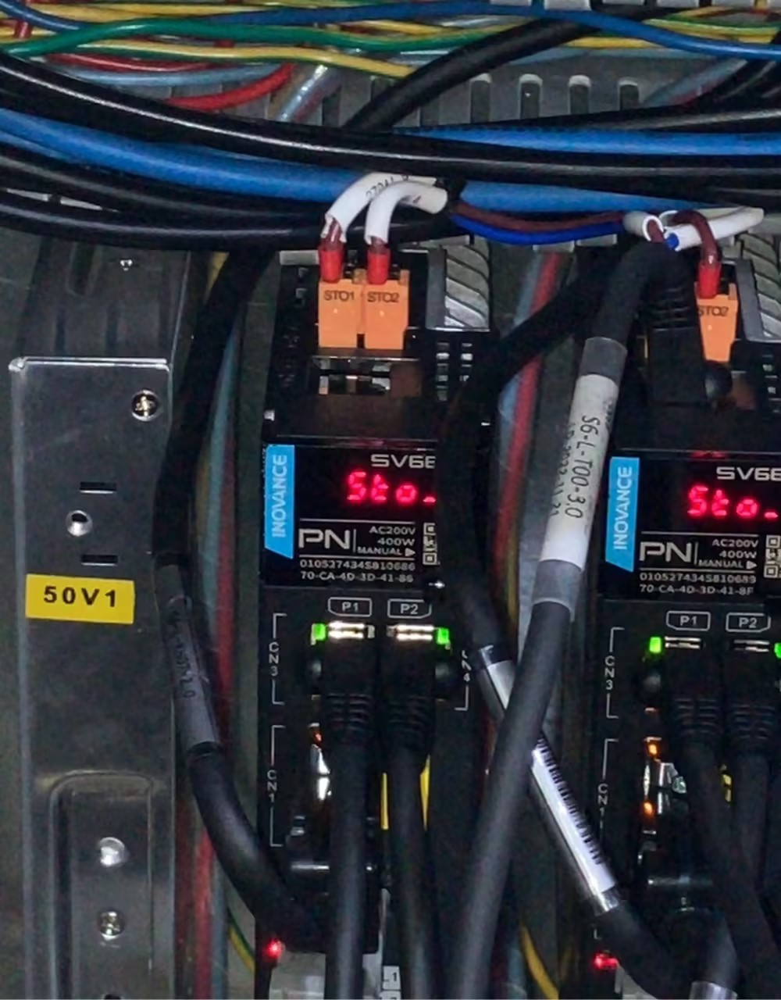 STO1
STO2
STO2
S6-L-T00-3.0
INOVANCE
SV66
Sto.
PN
AC200V
400W
MANUAL
010527434S810686
70-CA-4D-3D-41-86
INOVANCE
SV66
Sto.
PN
AC200V
400W
MANUAL
010527434S810689
70-CA-4D-3D-41-8F
50V1
P1
P2
CN3
CN1
P1
P2
CN3
CN1
L1